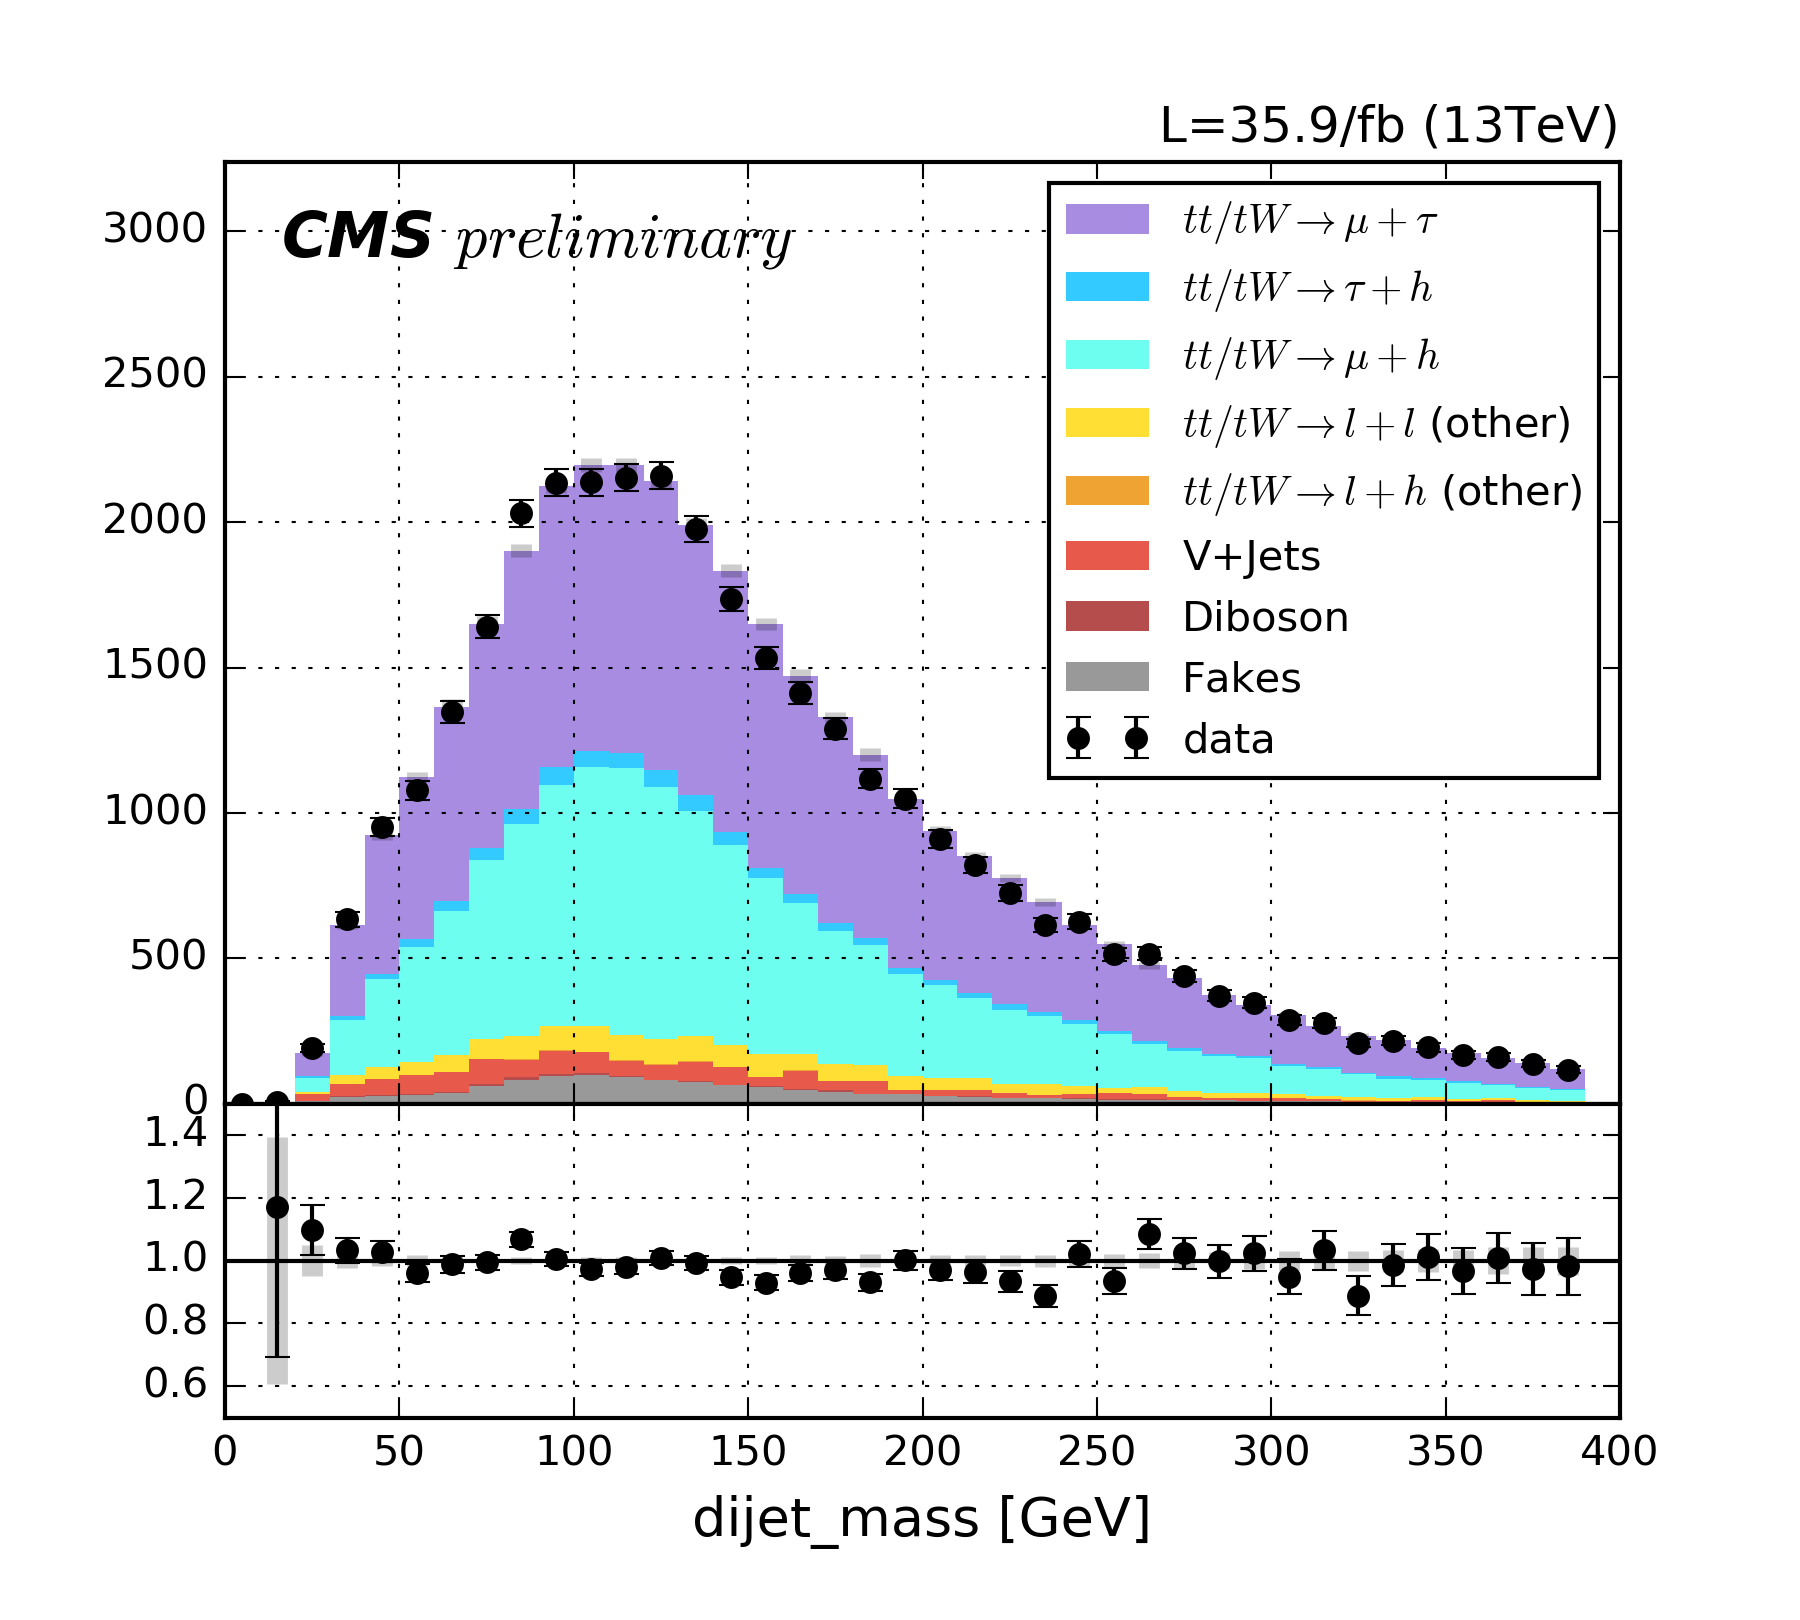 L=35.9/fb (13TeV)
CMS preliminary
3000
2500
2000
1500
1000
500
0
tt/tW→μ+τ
tt/tW→τ+h
tt/tW→μ+h
tt/tW→l+l (other)
tt/tW→l+h (other)
V+Jets
Diboson
Fakes
data
1.4
1.2
1.0
0.8
0.6
0 50 100 150 200 250 300 350 400
dijet_mass [GeV]